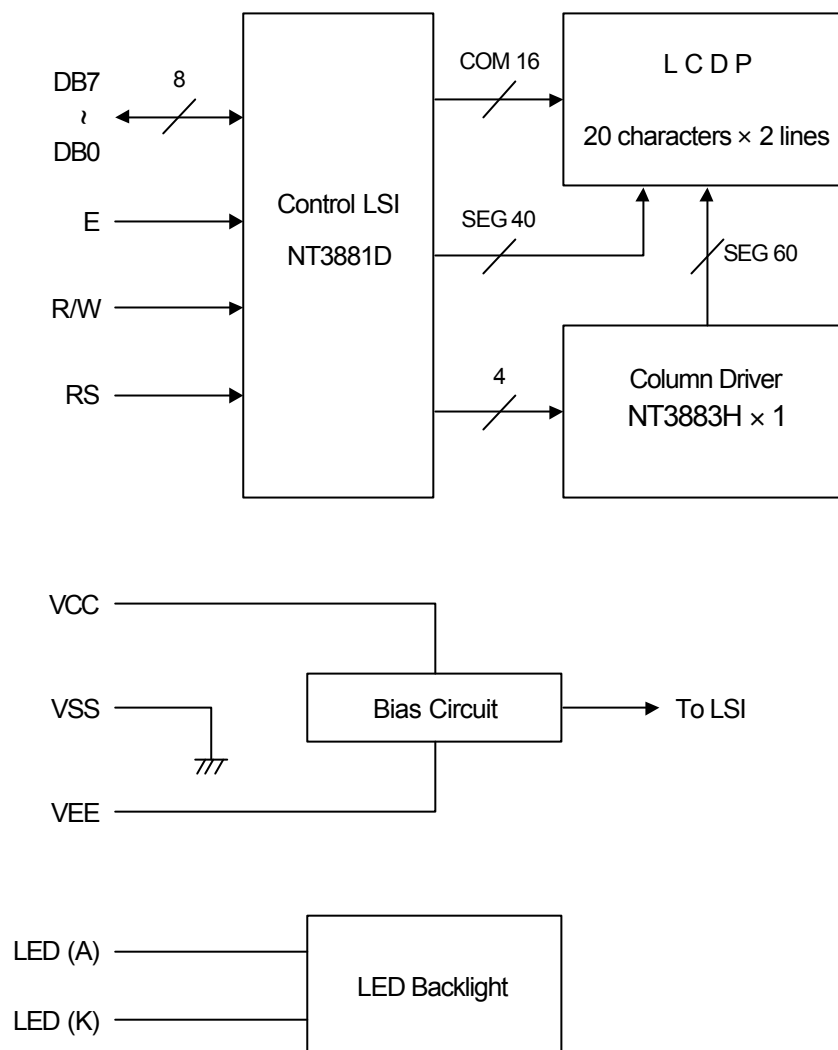 DB7
~
DB0
8
E
R/W
RS
Control LSI
NT3881D
COM 16
SEG 40
4
L C D P
20 characters × 2 lines
SEG 60
Column Driver
NT3883H × 1
VCC
VSS
VEE
Bias Circuit
To LSI
LED (A)
LED (K)
LED Backlight